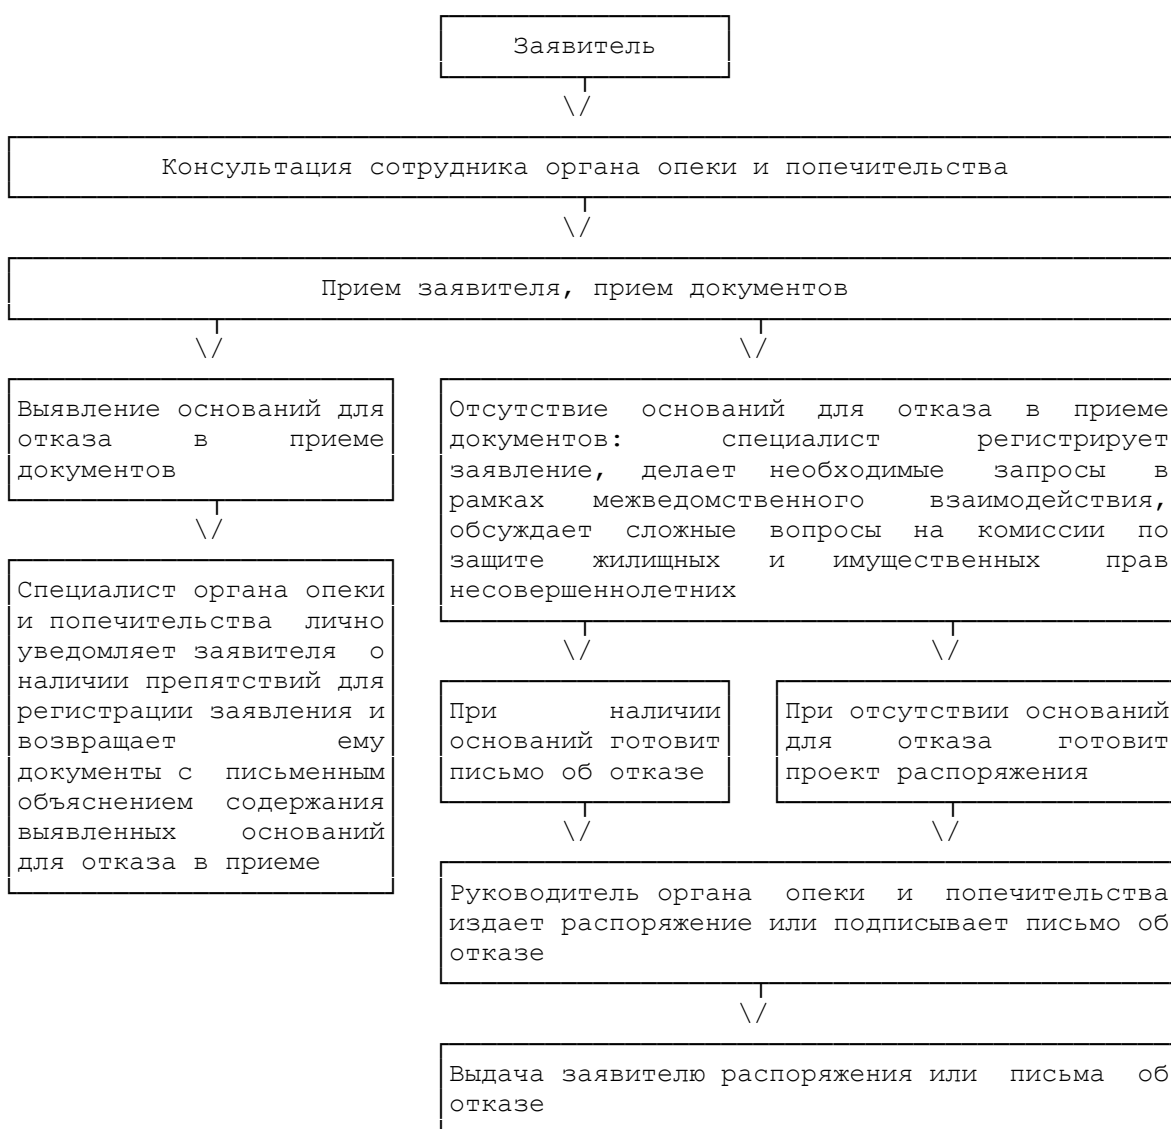 Заявитель
Консультация сотрудника органа опеки и попечительства
Прием заявителя, прием документов
Выявление оснований для
отказа в приеме
документов
Специалист органа опеки
и попечительства лично
уведомляет заявителя о
наличии препятствий для
регистрации заявления и
возвращает ему
документы с письменным
объяснением содержания
выявленных оснований
для отказа в приеме
Отсутствие оснований для отказа в приеме
документов: специалист регистрирует
заявление, делает необходимые запросы в
рамках межведомственного взаимодействия,
обсуждает сложные вопросы на комиссии по
защите жилищных и имущественных прав
несовершеннолетних
При наличии
оснований готовит
письмо об отказе
При отсутствии оснований
для отказа готовит
проект распоряжения
Руководитель органа опеки и попечительства
издает распоряжение или подписывает письмо об
отказе
Выдача заявителю распоряжения или письма об
отказе